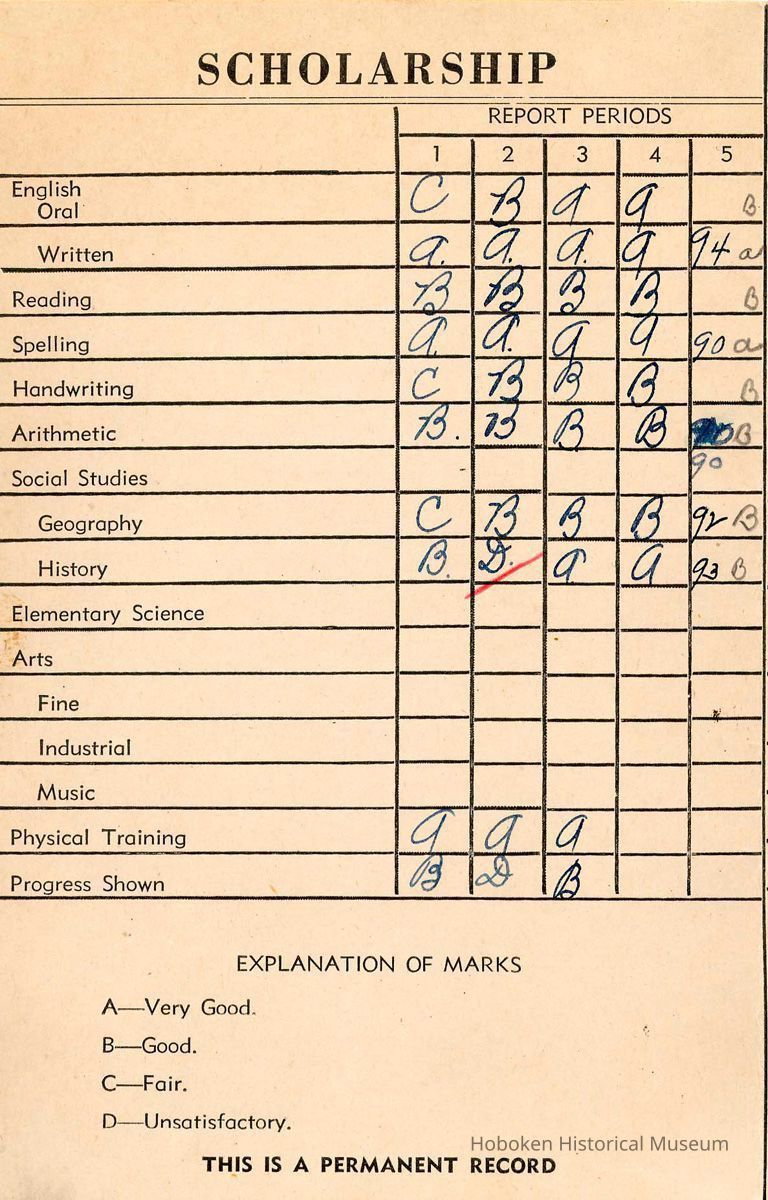 SCHOLARSHIP
REPORT PERIODS
1 2 3 4 5
English
Oral C B A A B
Written A. A. A. A 94 a
Reading B B B B B
Spelling A. A. A A 90 a
Handwriting C B B B B
Arithmetic B. B B B B
90
Social Studies
Geography C B B B 92 B
History B. D. A A 93 B
Elementary Science
Arts
Fine
Industrial
Music
Physical Training A A A
Progress Shown B D B
EXPLANATION OF MARKS
A—Very Good.
B—Good.
C—Fair.
D—Unsatisfactory.
Hoboken Historical Museum
THIS IS A PERMANENT RECORD